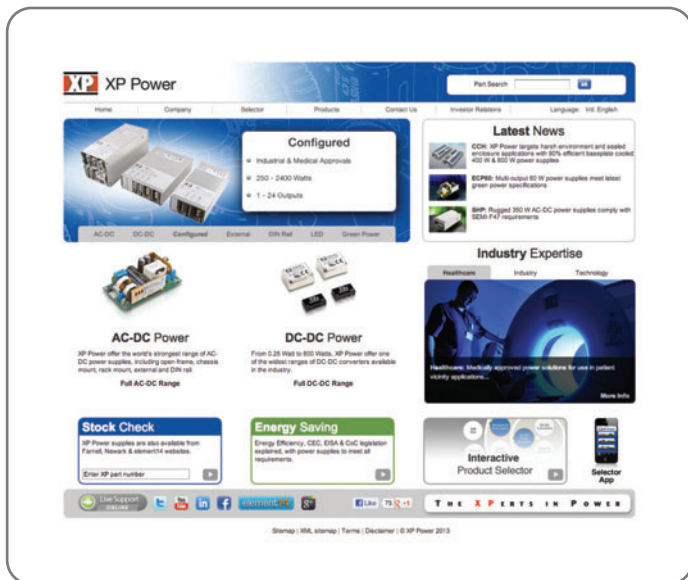 XP XP Power
Part Search
Home Company Selector Products Contact Us Investor Relations Language: Intl English
Configured
Industrial & Medical Approvals
250 - 2400 Watts
1 - 24 Outputs
AC-DC DC-DC Configured External DIN Rail LED Green Power
Latest News
CCH: XP Power targets harsh environment and sealed
enclosure applications with 80% efficient baseplate cooled
400 W & 600 W power supplies
ECP60: Multi-output 60 W power supplies meet latest
green power specifications
SHP: Rugged 350 W AC-DC power supplies comply with
SEMI F47 requirements
Industry Expertise
Healthcare Industry Technology
Healthcare: Medically approved power solutions for use in patient
vicinity applications...
More Info
AC-DC Power
XP Power offer the world's strongest range of AC-
DC power supplies, including open-frame, chassis
mount, rack mount, external and DIN rail.
Full AC-DC Range
DC-DC Power
From 0.25 Watt to 600 Watts, XP Power offer one
of the widest ranges of DC-DC converters available
in the industry.
Full DC-DC Range
Stock Check
XP Power supplies are also available from
Farnell, Newark & element14 websites.
Enter XP part number
Energy Saving
Energy Efficiency, CEC, EISA & CoC legislation
explained, with power supplies to meet all
requirements.
Interactive
Product Selector
Selector
App
Live Support
ONLINE
You Tube
in
f
element14
g+
Like 75 +1
THE XPERTS IN POWER
Sitemap | XML sitemap | Terms | Disclaimer | © XP Power 2013